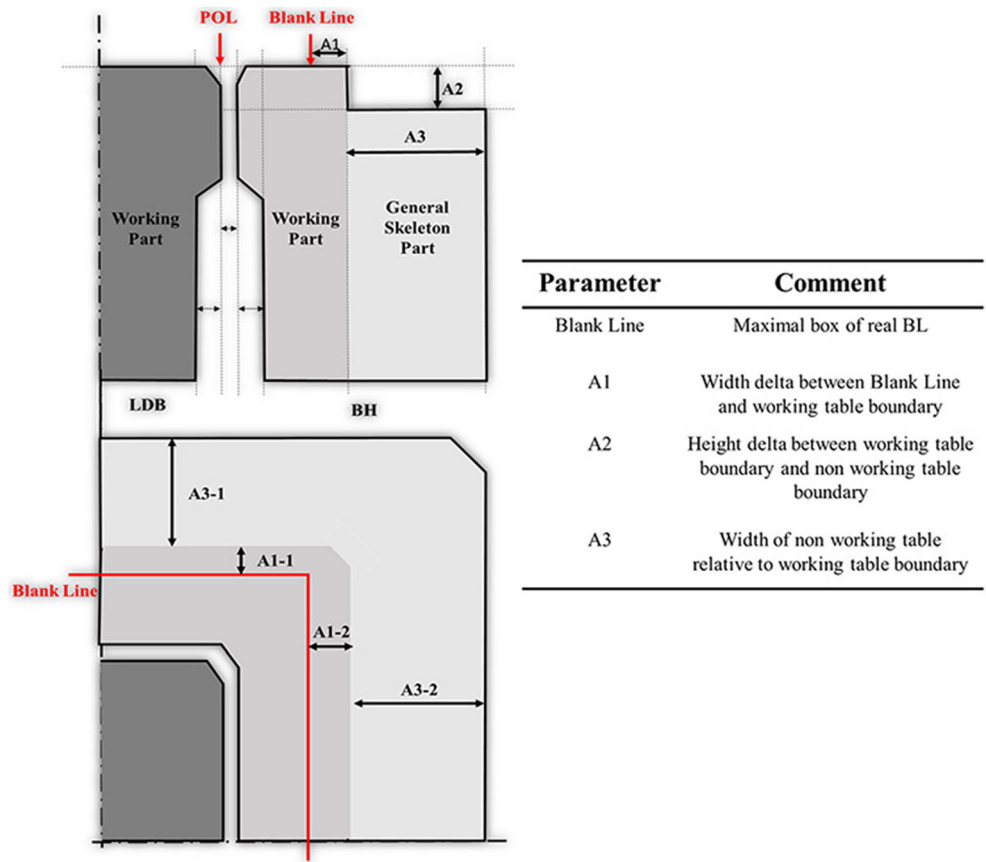 POL
Blank Line
A1
A2
A3
Working
Part
Working
Part
General
Skeleton
Part
LDB
BH
A3-1
A1-1
Blank Line
A1-2
A3-2
Parameter Comment
Blank Line Maximal box of real BL
A1 Width delta between Blank Line
and working table boundary
A2 Height delta between working table
boundary and non working table
boundary
A3 Width of non working table
relative to working table boundary